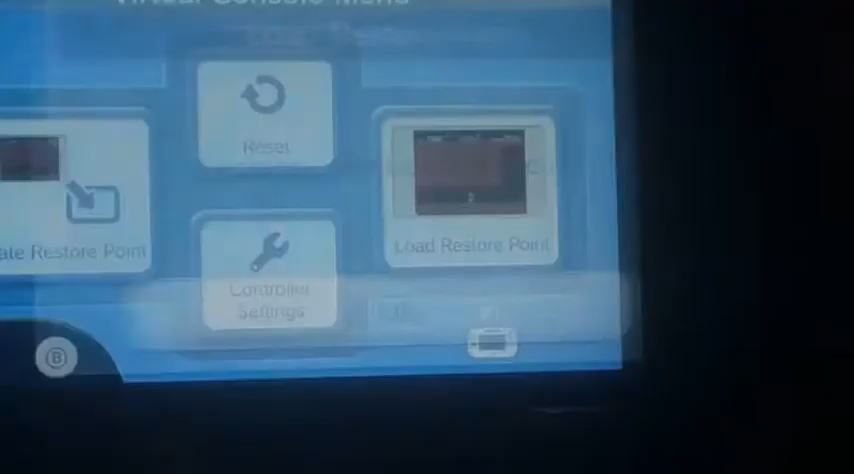 Virtual Console Menu
Reset
ate Restore Point
Load Restore Point
Controller
Settings
B